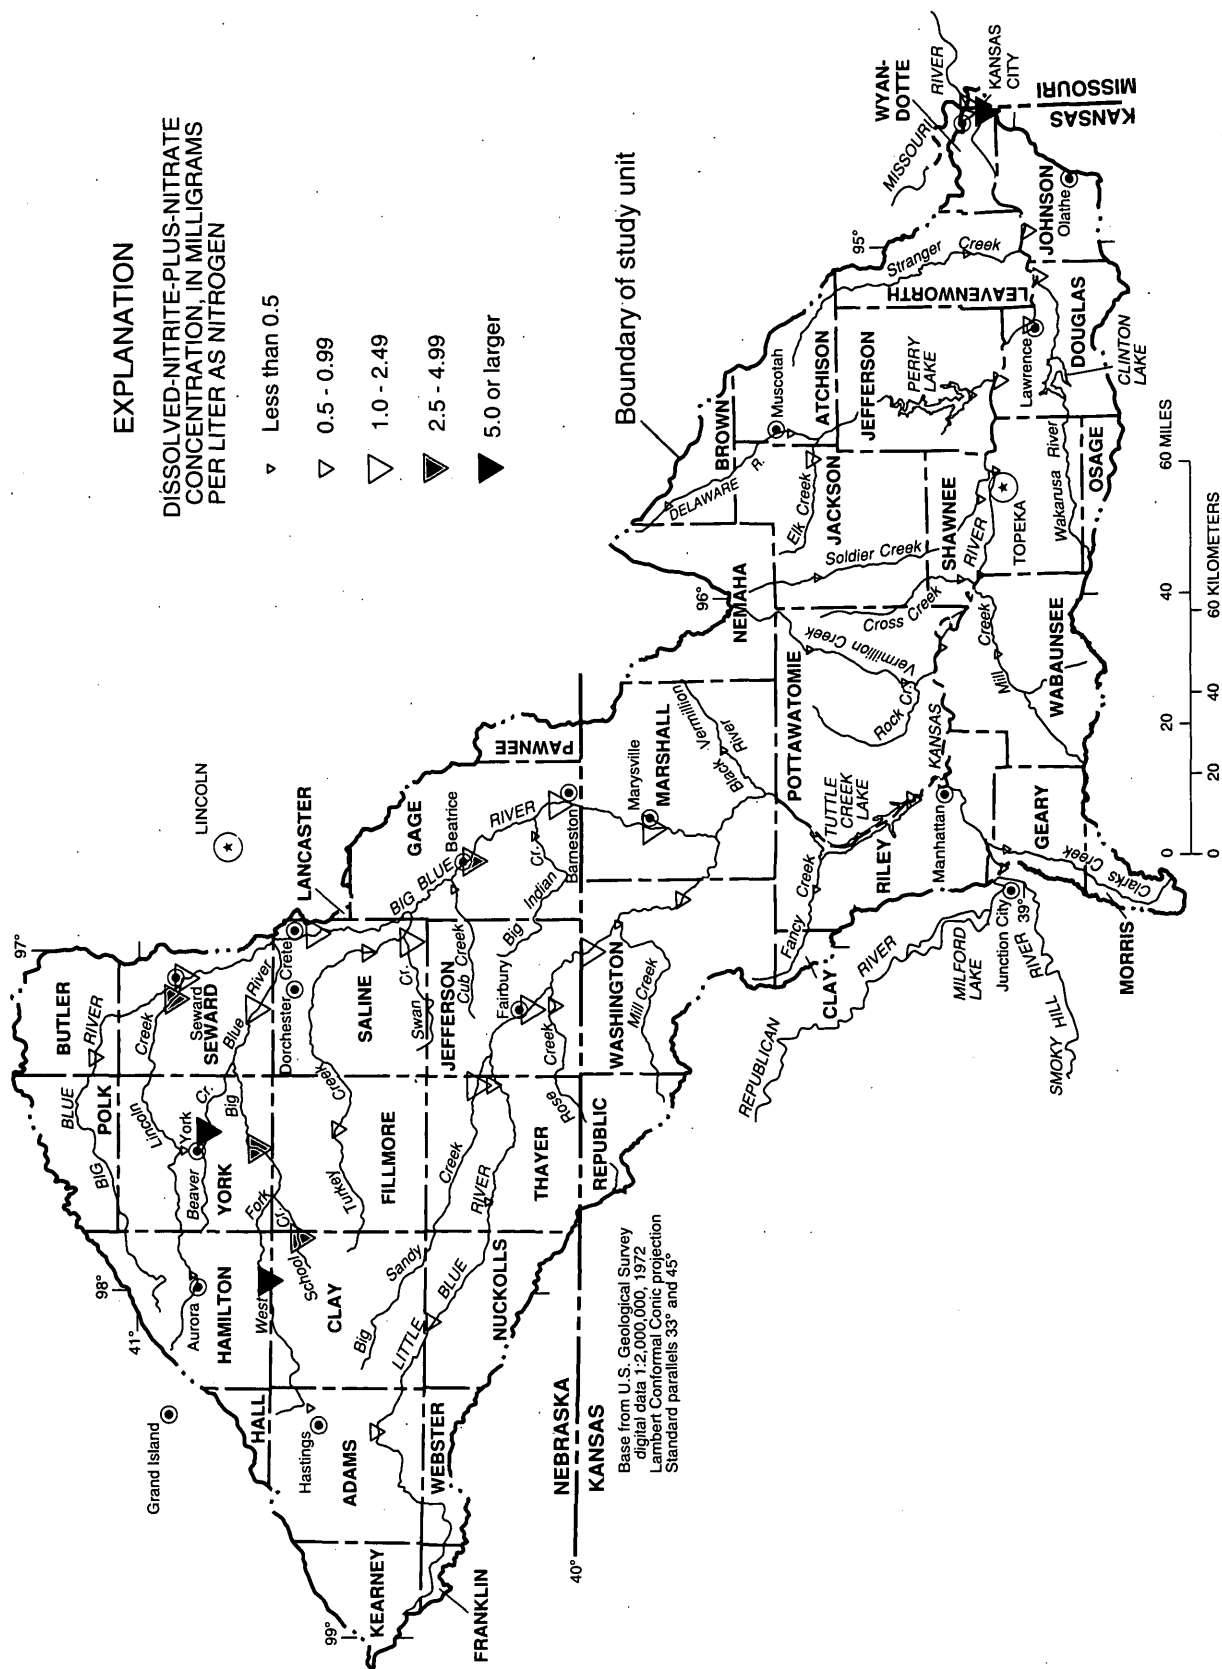 EXPLANATION
DISSOLVED-NITRITE-PLUS-NITRATE
CONCENTRATION, IN MILLIGRAMS
PER LITER AS NITROGEN
Less than 0.5
0.5 - 0.99
1.0 - 2.49
2.5 - 4.99
5.0 or larger
Boundary of study unit
99°
98°
97°
96°
95°
41°
40°
39°
Grand Island
LINCOLN
KEARNEY
FRANKLIN
HALL
ADAMS
Hastings
WEBSTER
HAMILTON
Aurora
CLAY
NUCKOLLS
POLK
YORK
York
FILLMORE
THAYER
BUTLER
SEWARD
Seward
SALINE
Dorchester
Crete
JEFFERSON
Fairbury
LANCASTER
GAGE
Beatrice
Barneston
PAWNEE
BIG
BLUE
RIVER
Lincoln
Creek
Beaver
Cr.
West
Fork
Big
Blue
River
School
Cr.
Turkey
Creek
Swan
Cr.
BIG BLUE
RIVER
Cub Creek
Big
Indian
Cr.
Big
Sandy
Creek
LITTLE
BLUE
RIVER
Rose
Creek
NEBRASKA
KANSAS
REPUBLIC
WASHINGTON
Mill Creek
MARSHALL
Marysville
Black
Vermillion
River
NEMAHA
BROWN
DELAWARE
R.
Muscotah
ATCHISON
JACKSON
Elk Creek
Soldier Creek
JEFFERSON
PERRY
LAKE
LEAVENWORTH
Stranger
Creek
WYAN-
DOTTE
MISSOURI
RIVER
KANSAS
CITY
KANSAS
MISSOURI
JOHNSON
Olathe
DOUGLAS
Lawrence
CLINTON
LAKE
OSAGE
Wakarusa River
SHAWNEE
TOPEKA
RIVER
Cross Creek
Vermillion Creek
Rock Cr.
POTTAWATOMIE
WABAUNSEE
Mill
Creek
KANSAS
TUTTLE
CREEK
LAKE
RILEY
Manhattan
Fancy
Creek
CLAY
REPUBLICAN
RIVER
MILFORD
LAKE
Junction City
SMOKY
HILL
RIVER
GEARY
MORRIS
Clarks
Creek
Base from U.S. Geological Survey
digital data 1:2,000,000, 1972
Lambert Conformal Conic projection
Standard parallels 33° and 45°
0 20 40 60 MILES
0 20 40 60 KILOMETERS